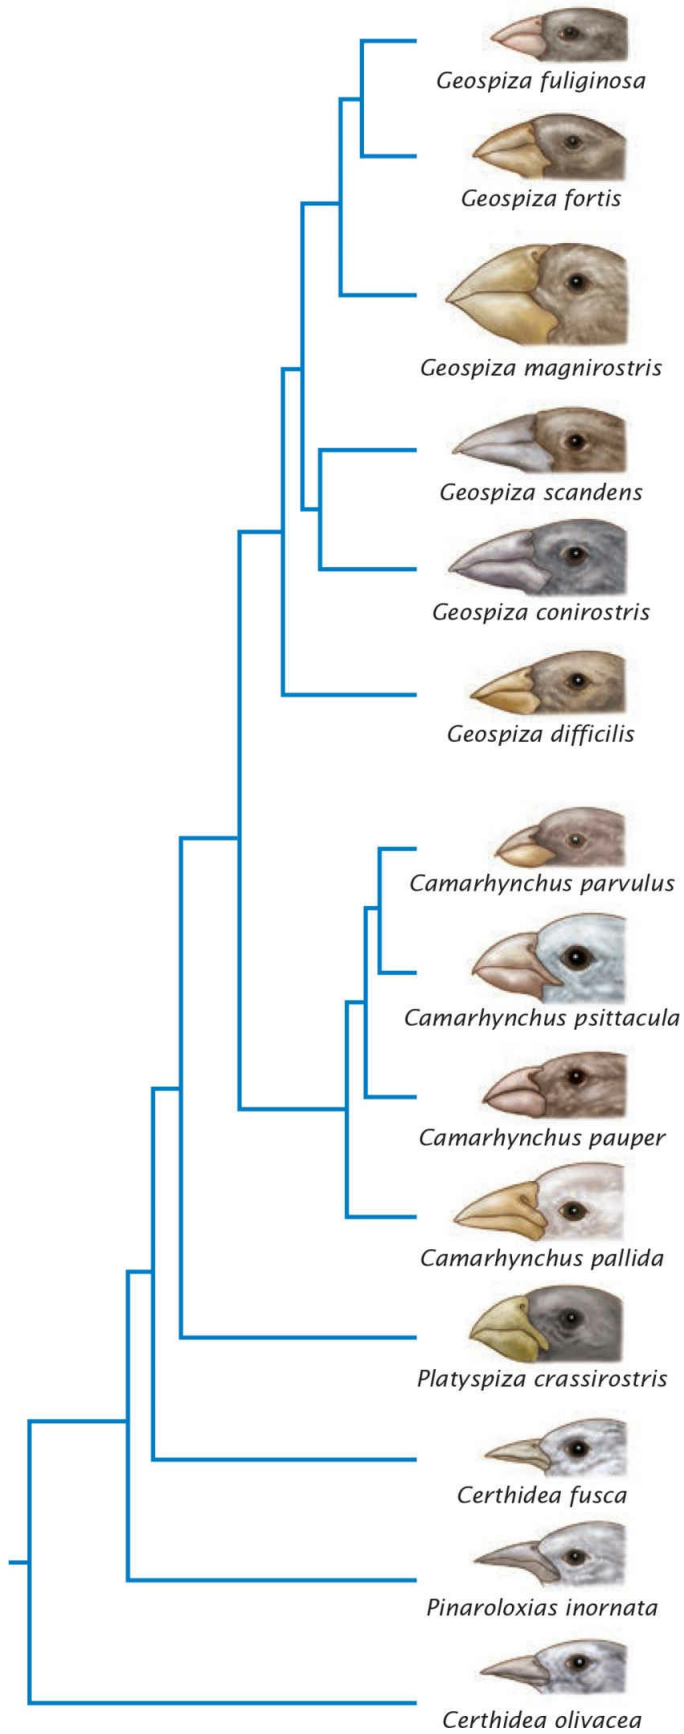 Geospiza fuliginosa
Geospiza fortis
Geospiza magnirostris
Geospiza scandens
Geospiza conirostris
Geospiza difficilis
Camarhynchus parvulus
Camarhynchus psittacula
Camarhynchus pauper
Camarhynchus pallida
Platyspiza crassirostris
Certhidea fusca
Pinaroloxias inornata
Certhidea olivacea